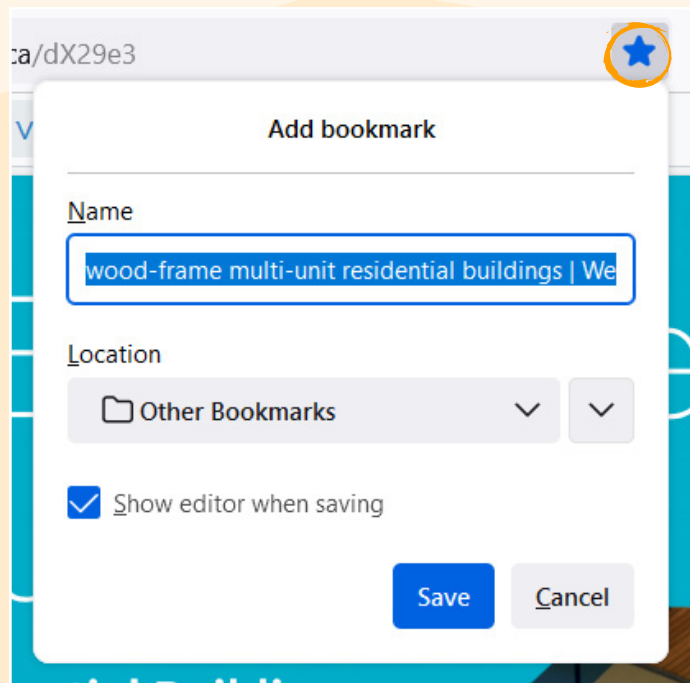 ca/dX29e3
V
Add bookmark
Name
wood-frame multi-unit residential buildings | We
Location
Other Bookmarks
Show editor when saving
Save
Cancel